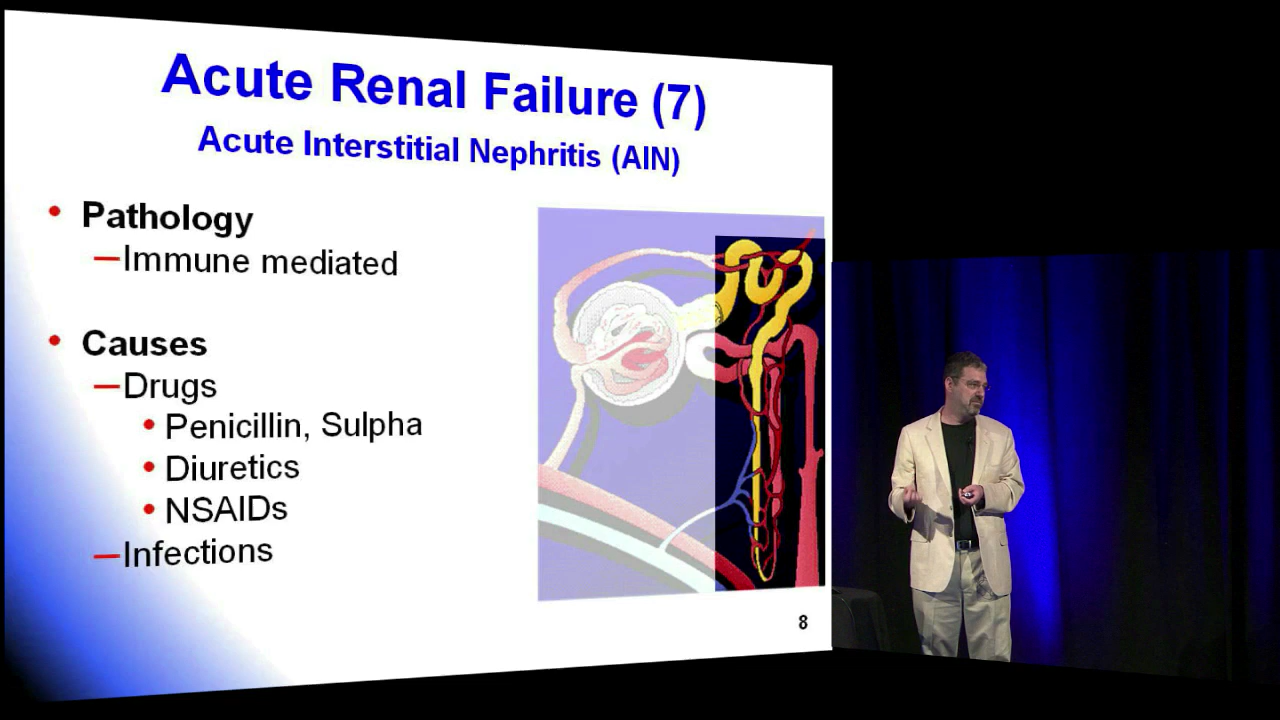 Acute Renal Failure (7)
Acute Interstitial Nephritis (AIN)
• Pathology
—Immune mediated
• Causes
—Drugs
• Penicillin, Sulpha
• Diuretics
• NSAIDs
—Infections
8